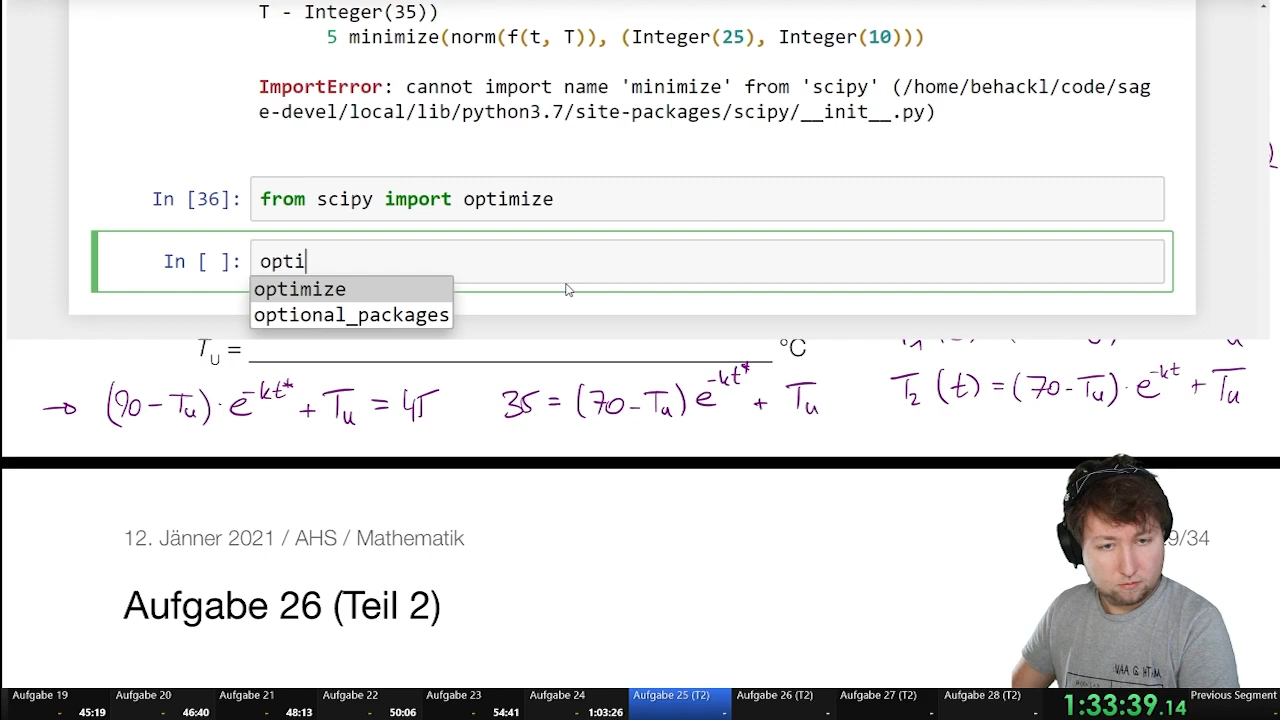 T - Integer(35))
5 minimize(norm(f(t, T)), (Integer(25), Integer(10)))
ImportError: cannot import name 'minimize' from 'scipy' (/home/behackl/code/sag
e-devel/local/lib/python3.7/site-packages/scipy/__init__.py)
In [36]: from scipy import optimize
In [ ]: opti
optimize
optional_packages
T_U = °C
→ (90 - T_u) · e^{-kt*} + T_u = 45 35 = (70 - T_u) e^{-kt*} + T_u T_2 (t) = (70 - T_u) · e^{-kt} + T_u
12. Jänner 2021 / AHS / Mathematik 9/34
Aufgabe 26 (Teil 2)
Aufgabe 19 Aufgabe 20 Aufgabe 21 Aufgabe 22 Aufgabe 23 Aufgabe 24 Aufgabe 25 (T2) Aufgabe 26 (T2) Aufgabe 27 (T2) Aufgabe 28 (T2) 1:33:39.14 Previous Segment
- 45:19 - 46:40 - 48:13 - 50:06 - 54:41 - 1:03:26 - - - - - - - - -